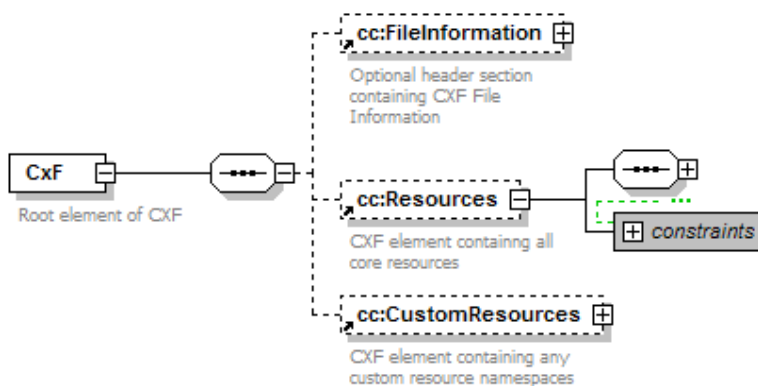 cc:FileInformation
Optional header section
containing CXF File
Information
CxF
Root element of CXF
cc:Resources
CXF element containng all
core resources
constraints
cc:CustomResources
CXF element containing any
custom resource namespaces